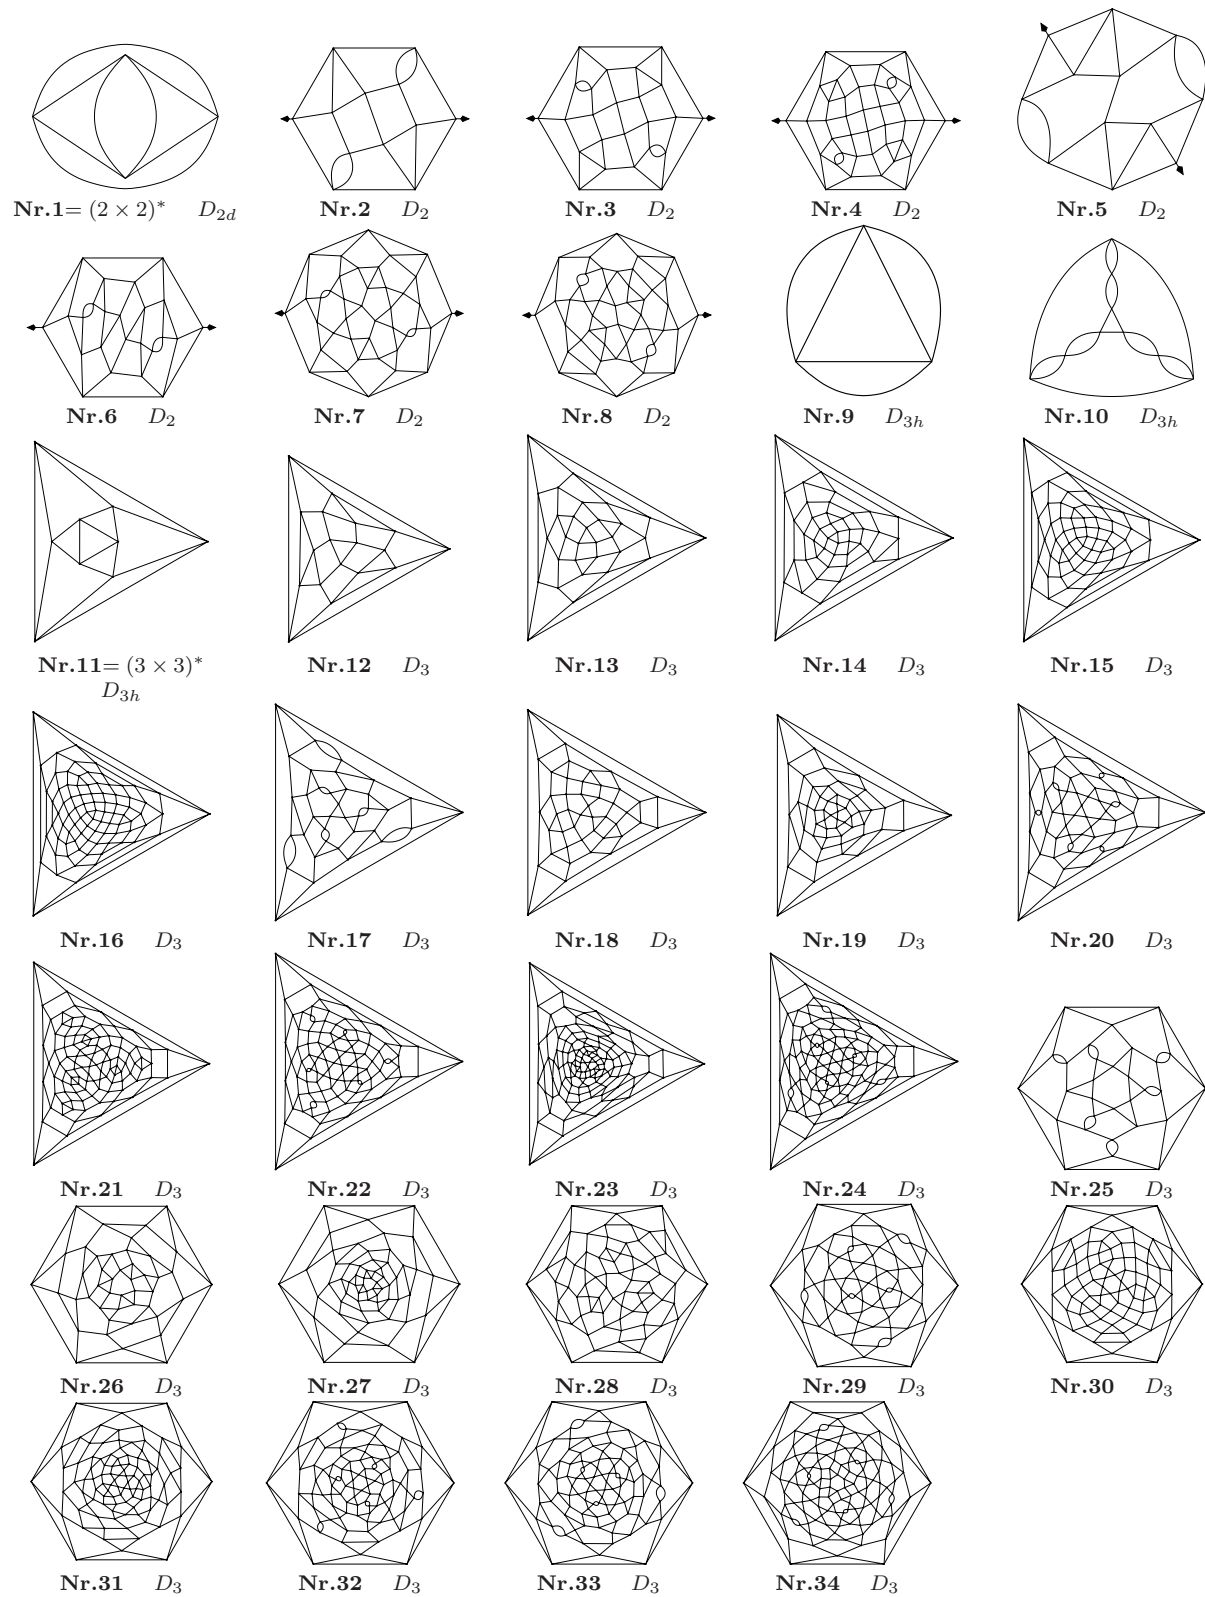 Nr.1= (2 × 2)* D2d Nr.2 D2 Nr.3 D2 Nr.4 D2 Nr.5 D2
Nr.6 D2 Nr.7 D2 Nr.8 D2 Nr.9 D3h Nr.10 D3h
Nr.11= (3 × 3)* Nr.12 D3 Nr.13 D3 Nr.14 D3 Nr.15 D3
D3h
Nr.16 D3 Nr.17 D3 Nr.18 D3 Nr.19 D3 Nr.20 D3
Nr.21 D3 Nr.22 D3 Nr.23 D3 Nr.24 D3 Nr.25 D3
Nr.26 D3 Nr.27 D3 Nr.28 D3 Nr.29 D3 Nr.30 D3
Nr.31 D3 Nr.32 D3 Nr.33 D3 Nr.34 D3